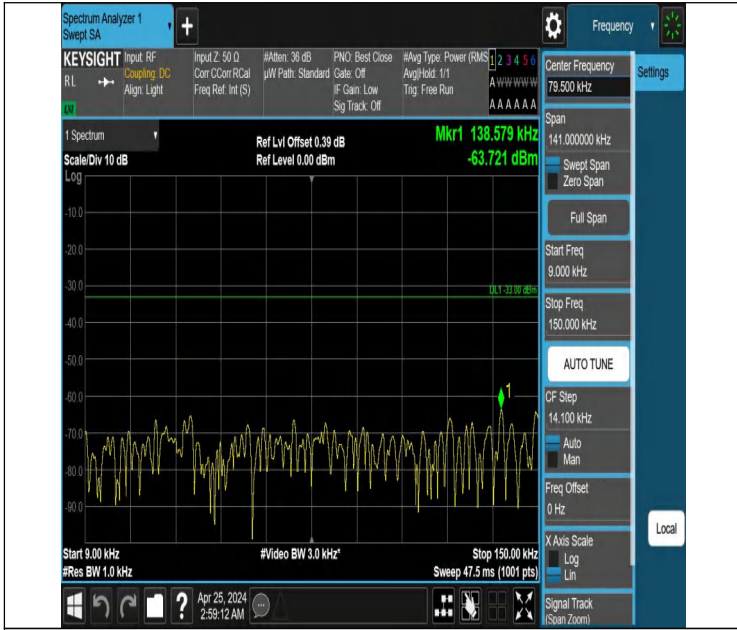 Spectrum Analyzer 1
Swept SA
+
Frequency
KEYSIGHT
RL
LXI
Input: RF
Coupling: DC
Align: Light
Input Z: 50 Ω
Corr CCorr RCal
Freq Ref: Int (S)
#Atten: 36 dB
µW Path: Standard
PNO: Best Close
Gate: Off
IF Gain: Low
Sig Track: Off
#Avg Type: Power (RMS
Avg|Hold: 1/1
Trig: Free Run
1 2 3 4 5 6
A W W W W W
A A A A A A
1 Spectrum
Scale/Div 10 dB
Ref Lvl Offset 0.39 dB
Ref Level 0.00 dBm
Mkr1 138.579 kHz
-63.721 dBm
Log
-10.0
-20.0
-30.0
DL1 -33.00 dBm
-40.0
-50.0
-60.0
1
-70.0
-80.0
-90.0
Start 9.00 kHz
#Res BW 1.0 kHz
#Video BW 3.0 kHz*
Stop 150.00 kHz
Sweep 47.5 ms (1001 pts)
Center Frequency
79.500 kHz
Settings
Span
141.000000 kHz
Swept Span
Zero Span
Full Span
Start Freq
9.000 kHz
Stop Freq
150.000 kHz
AUTO TUNE
CF Step
14.100 kHz
Auto
Man
Freq Offset
0 Hz
X Axis Scale
Log
Lin
Local
Signal Track
(Span Zoom)
?
Apr 25, 2024
2:59:12 AM